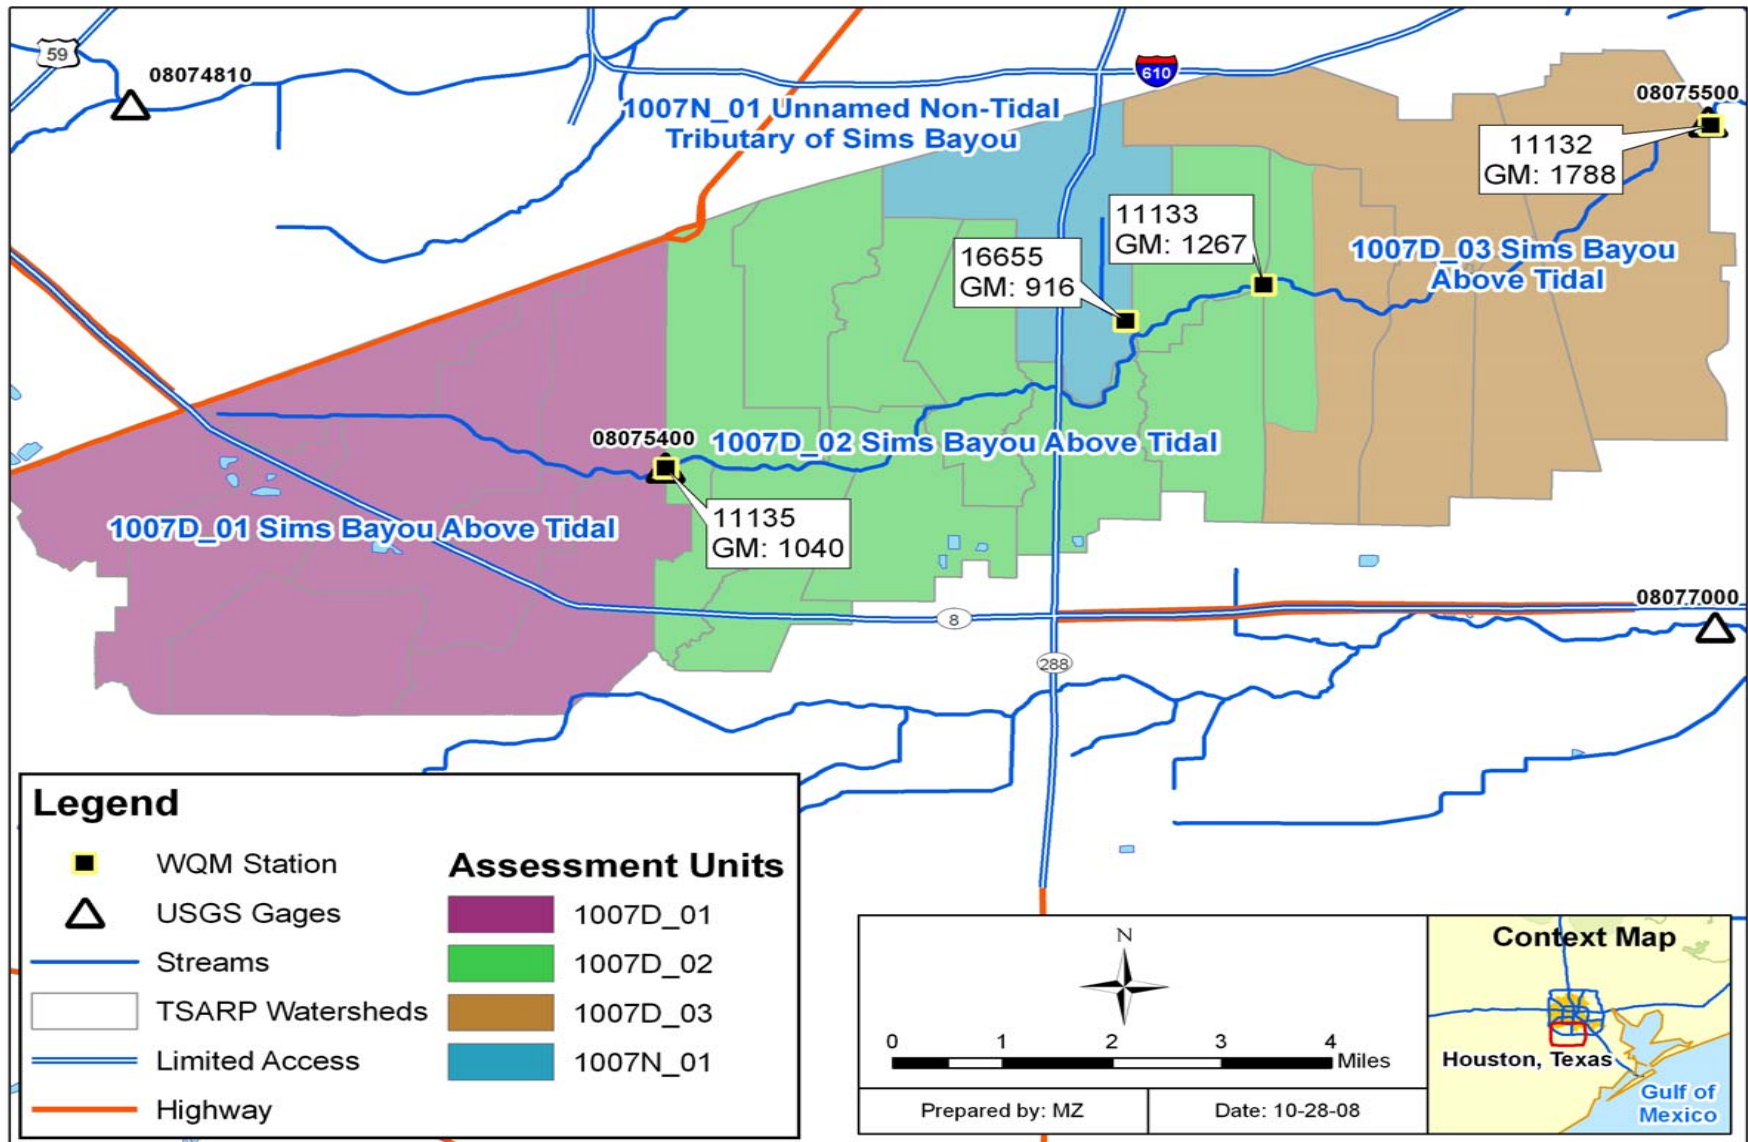 59
08074810
610
1007N_01 Unnamed Non-Tidal
Tributary of Sims Bayou
08075500
11132
GM: 1788
11133
GM: 1267
16655
GM: 916
1007D_03 Sims Bayou
Above Tidal
08075400
1007D_02 Sims Bayou Above Tidal
11135
GM: 1040
1007D_01 Sims Bayou Above Tidal
8
08077000
288
Legend
WQM Station
USGS Gages
Streams
TSARP Watersheds
Limited Access
Highway
Assessment Units
1007D_01
1007D_02
1007D_03
1007N_01
N
0 1 2 3 4
Miles
Prepared by: MZ
Date: 10-28-08
Context Map
Houston, Texas
Gulf of
Mexico